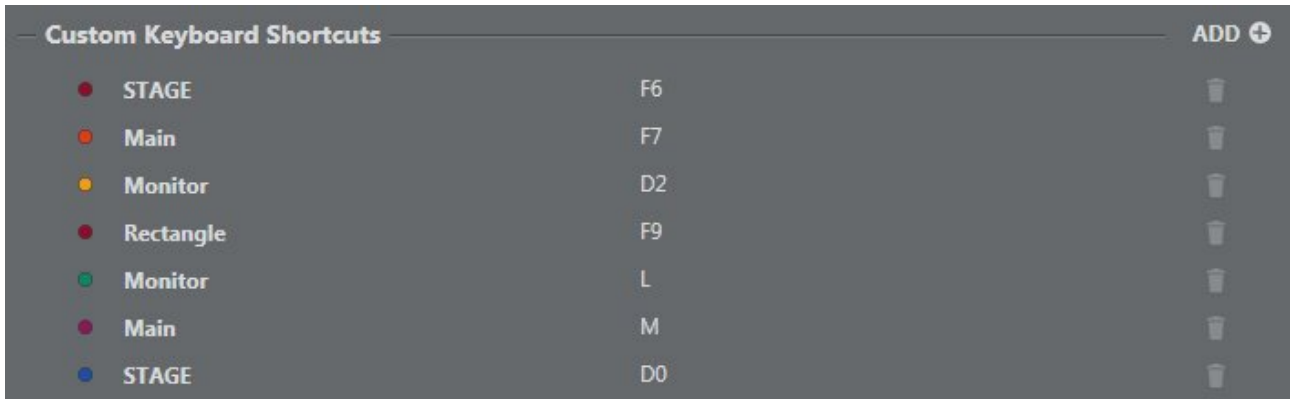 Custom Keyboard Shortcuts ADD
STAGE F6
Main F7
Monitor D2
Rectangle F9
Monitor L
Main M
STAGE D0